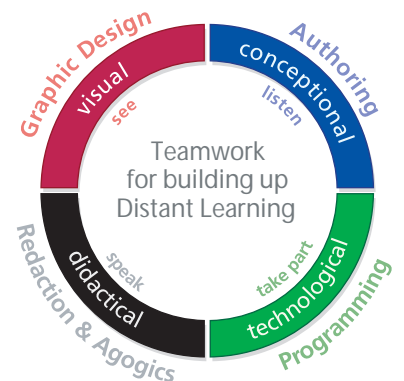 Graphic Design
visual
see
Authoring
conceptional
listen
Teamwork
for building up
Distant Learning
speak
didactical
Redaction & Agogics
take part
technological
Programming